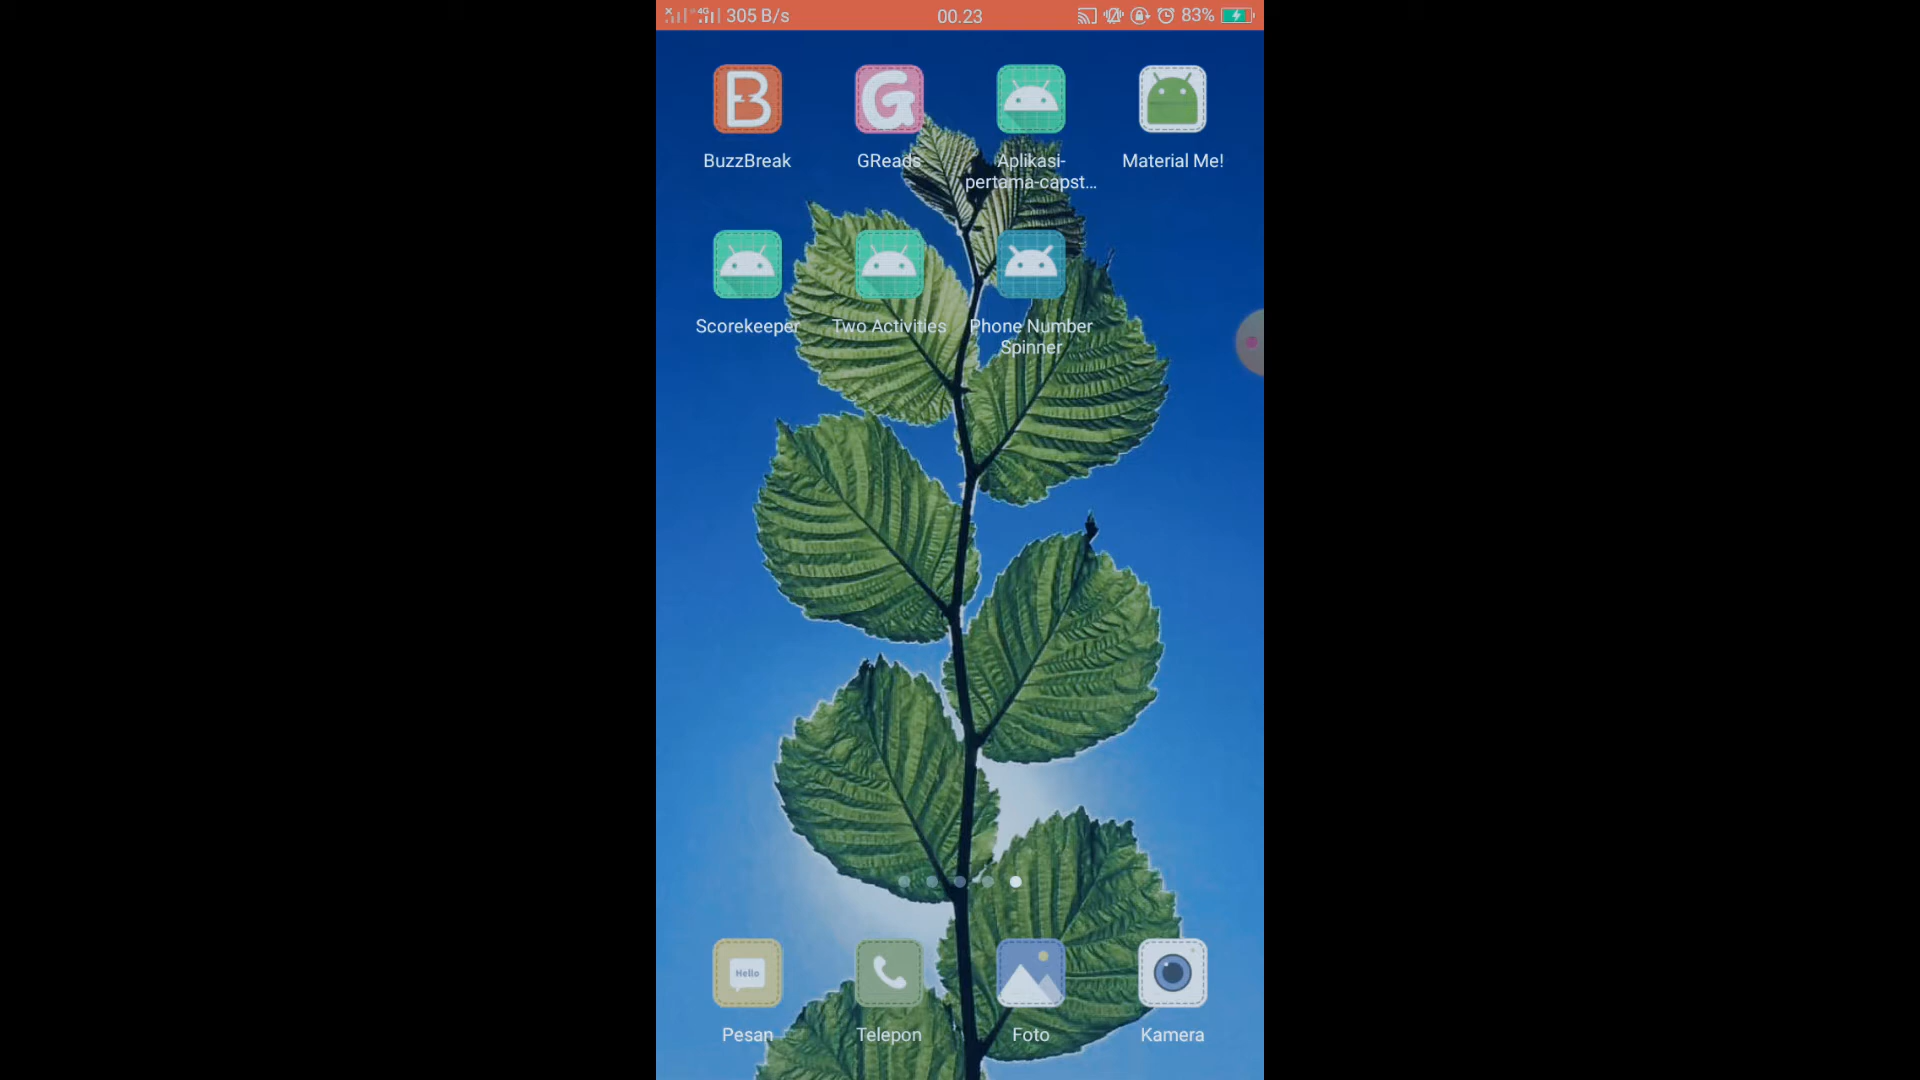 4G 305 B/s 00.23 83%
B G
BuzzBreak GReads Aplikasi- Material Me!
pertama-capst...
Scorekeeper Two Activities Phone Number
Spinner
Hello
Pesan Telepon Foto Kamera